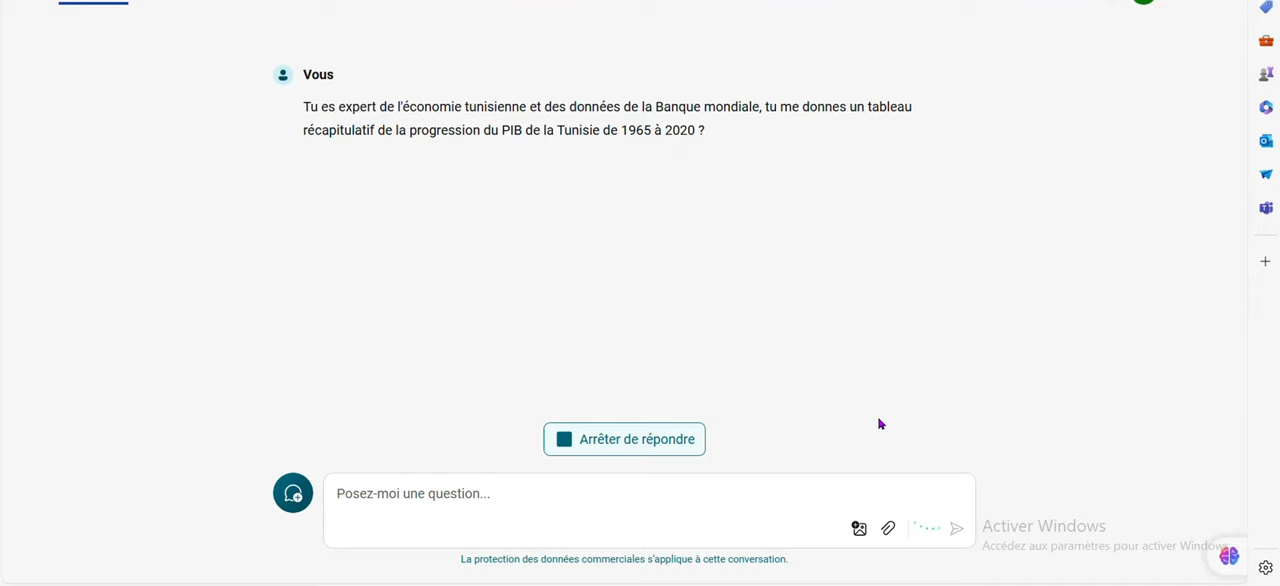 Vous
Tu es expert de l'économie tunisienne et des données de la Banque mondiale, tu me donnes un tableau
récapitulatif de la progression du PIB de la Tunisie de 1965 à 2020 ?
Arrêter de répondre
Posez-moi une question...
Activer Windows
Accédez aux paramètres pour activer Windows.
La protection des données commerciales s'applique à cette conversation.